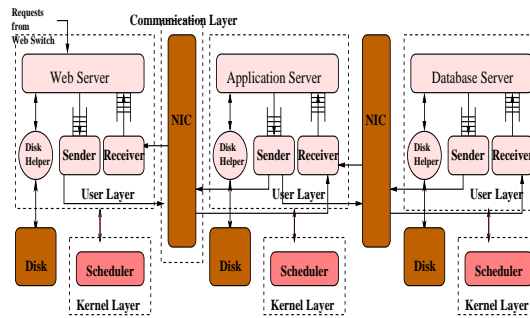 Requests
from
Web Switch
Communication Layer
Web Server
Application Server
Database Server
NIC
NIC
Disk
Helper
Sender
Receiver
Disk
Helper
Sender
Receiver
Disk
Helper
Sender
Receiver
User Layer
User Layer
User Layer
Disk
Scheduler
Disk
Scheduler
Disk
Scheduler
Kernel Layer
Kernel Layer
Kernel Layer